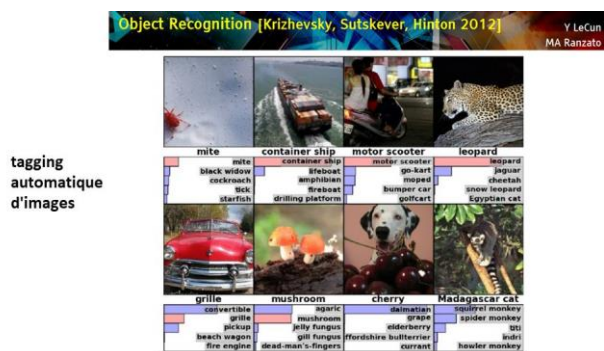 Object Recognition [Krizhevsky, Sutskever, Hinton 2012]
Y LeCun
MA Ranzato
tagging
automatique
d'images
mite
container ship
motor scooter
leopard
mite
black widow
cockroach
tick
starfish
container ship
lifeboat
amphibian
fireboat
drilling platform
motor scooter
go-kart
moped
bumper car
golfcart
leopard
jaguar
cheetah
snow leopard
Egyptian cat
grille
mushroom
cherry
Madagascar cat
convertible
grille
pickup
beach wagon
fire engine
agaric
mushroom
jelly fungus
gill fungus
dead-man's-fingers
dalmatian
grape
elderberry
ffordshire bullterrier
currant
squirrel monkey
spider monkey
titi
indri
howler monkey